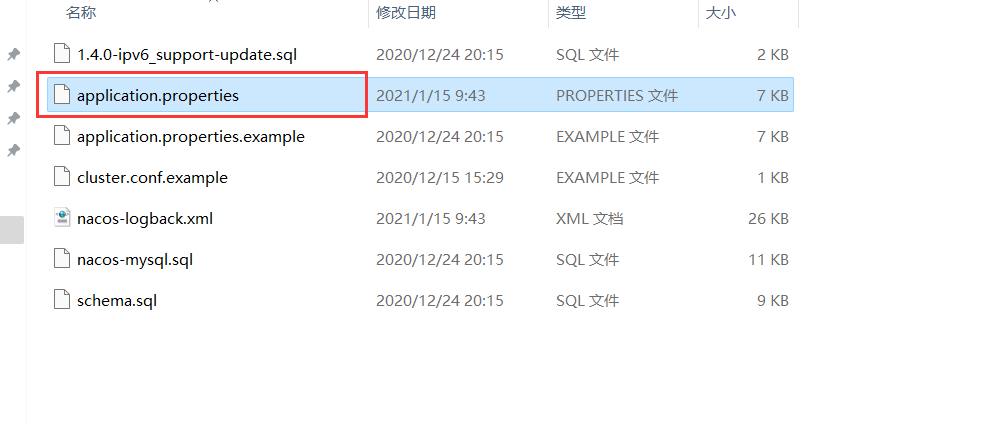 名称 修改日期 类型 大小
1.4.0-ipv6_support-update.sql 2020/12/24 20:15 SQL 文件 2 KB
application.properties 2021/1/15 9:43 PROPERTIES 文件 7 KB
application.properties.example 2020/12/24 20:15 EXAMPLE 文件 7 KB
cluster.conf.example 2020/12/15 15:29 EXAMPLE 文件 1 KB
nacos-logback.xml 2021/1/15 9:43 XML 文档 26 KB
nacos-mysql.sql 2020/12/24 20:15 SQL 文件 11 KB
schema.sql 2020/12/24 20:15 SQL 文件 9 KB